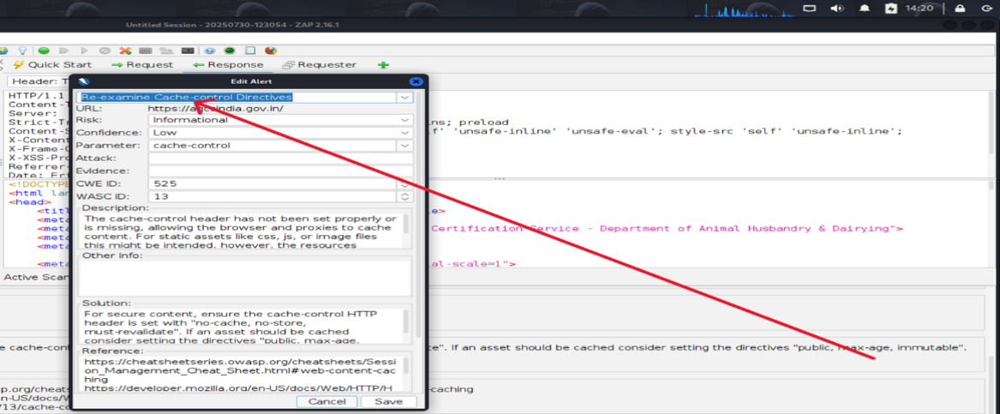 14:20
Untitled Session - 20250730-123054 - ZAP 2.16.1
Quick Start Request Response Requester
Header: T
Edit Alert
HTTP/1.1
Content-T
Server:
Strict-Tr
Content-S
X-Content
X-Frame-O
X-XSS-Pro
Referrer-
Date: Fri
ns; preload
f' 'unsafe-inline' 'unsafe-eval'; style-src 'self' 'unsafe-inline';
<!DOCTYPE
<html lan
<head>
<titl
<meta
<meta
<meta
<meta
<meta
e>
Certification Service - Department of Animal Husbandry & Dairying">
al-scale=1">
Active Scan
Re-examine Cache-control Directives
URL: https://aqcsindia.gov.in/
Risk: Informational
Confidence: Low
Parameter: cache-control
Attack:
Evidence:
CWE ID: 525
WASC ID: 13
Description:
The cache-control header has not been set properly or
is missing, allowing the browser and proxies to cache
content. For static assets like css, js, or image files
this might be intended, however, the resources
Other Info:
Solution:
For secure content, ensure the cache-control HTTP
header is set with "no-cache, no-store,
must-revalidate". If an asset should be cached
consider setting the directives "public, max-age,
Reference:
https://cheatsheetseries.owasp.org/cheatsheets/Sessi
on_Management_Cheat_Sheet.html#web-content-cac
hing
https://developer.mozilla.org/en-US/docs/Web/HTTP/H
Cancel Save
e cache-cont
te". If an asset should be cached consider setting the directives "public, max-age, immutable".
p.org/cheats
-caching
n-US/docs/W
/13/cache-co